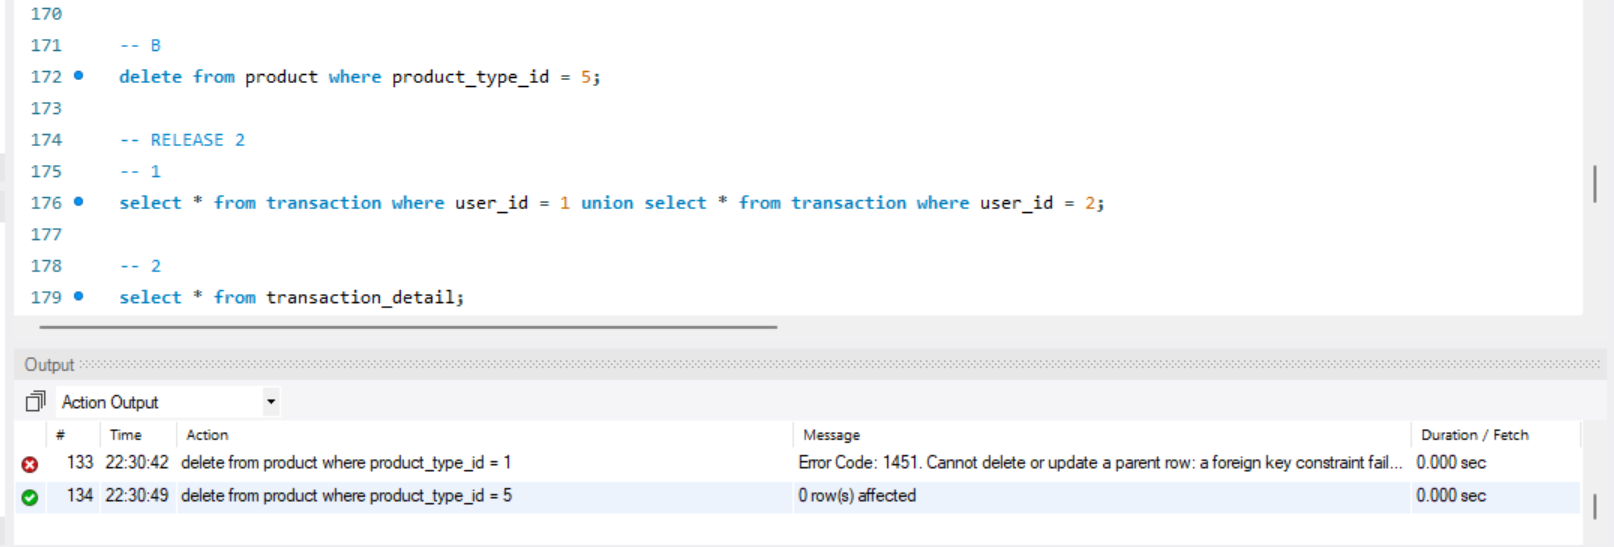 170
171 -- B
172 delete from product where product_type_id = 5;
173
174 -- RELEASE 2
175 -- 1
176 select * from transaction where user_id = 1 union select * from transaction where user_id = 2;
177
178 -- 2
179 select * from transaction_detail;
Output
Action Output
# Time Action Message Duration / Fetch
133 22:30:42 delete from product where product_type_id = 1 Error Code: 1451. Cannot delete or update a parent row: a foreign key constraint fail... 0.000 sec
134 22:30:49 delete from product where product_type_id = 5 0 row(s) affected 0.000 sec